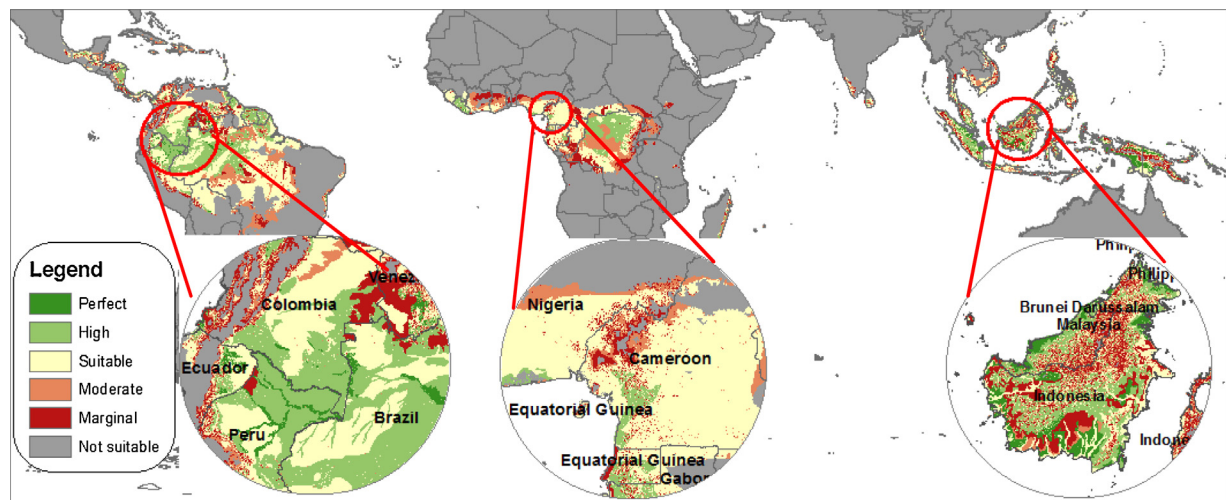 Legend
Perfect
High
Suitable
Moderate
Marginal
Not suitable
Venez
Colombia
Ecuador
Peru
Brazil
Nigeria
Cameroon
Equatorial Guinea
Equatorial Guinea
Gabon
Philip
Philipp
Brunei Darussalam
Malaysia
Indonesia
Indone